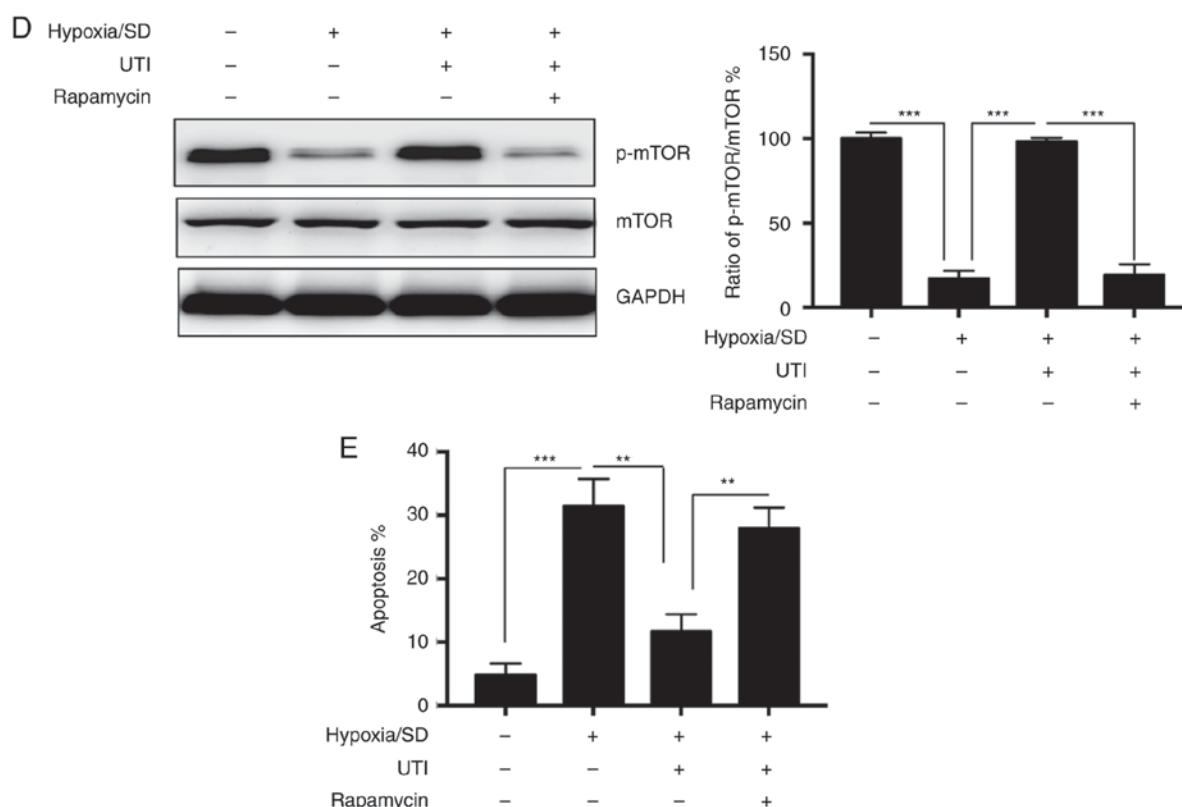 D
Hypoxia/SD – + + +
UTI – – + +
Rapamycin – – – +
p-mTOR
mTOR
GAPDH
Ratio of p-mTOR/mTOR %
150
100
50
0
*** *** ***
Hypoxia/SD – + + +
UTI – – + +
Rapamycin – – – +
E
Apoptosis %
40
30
20
10
0
*** ** **
Hypoxia/SD – + + +
UTI – – + +
Rapamycin – – – +